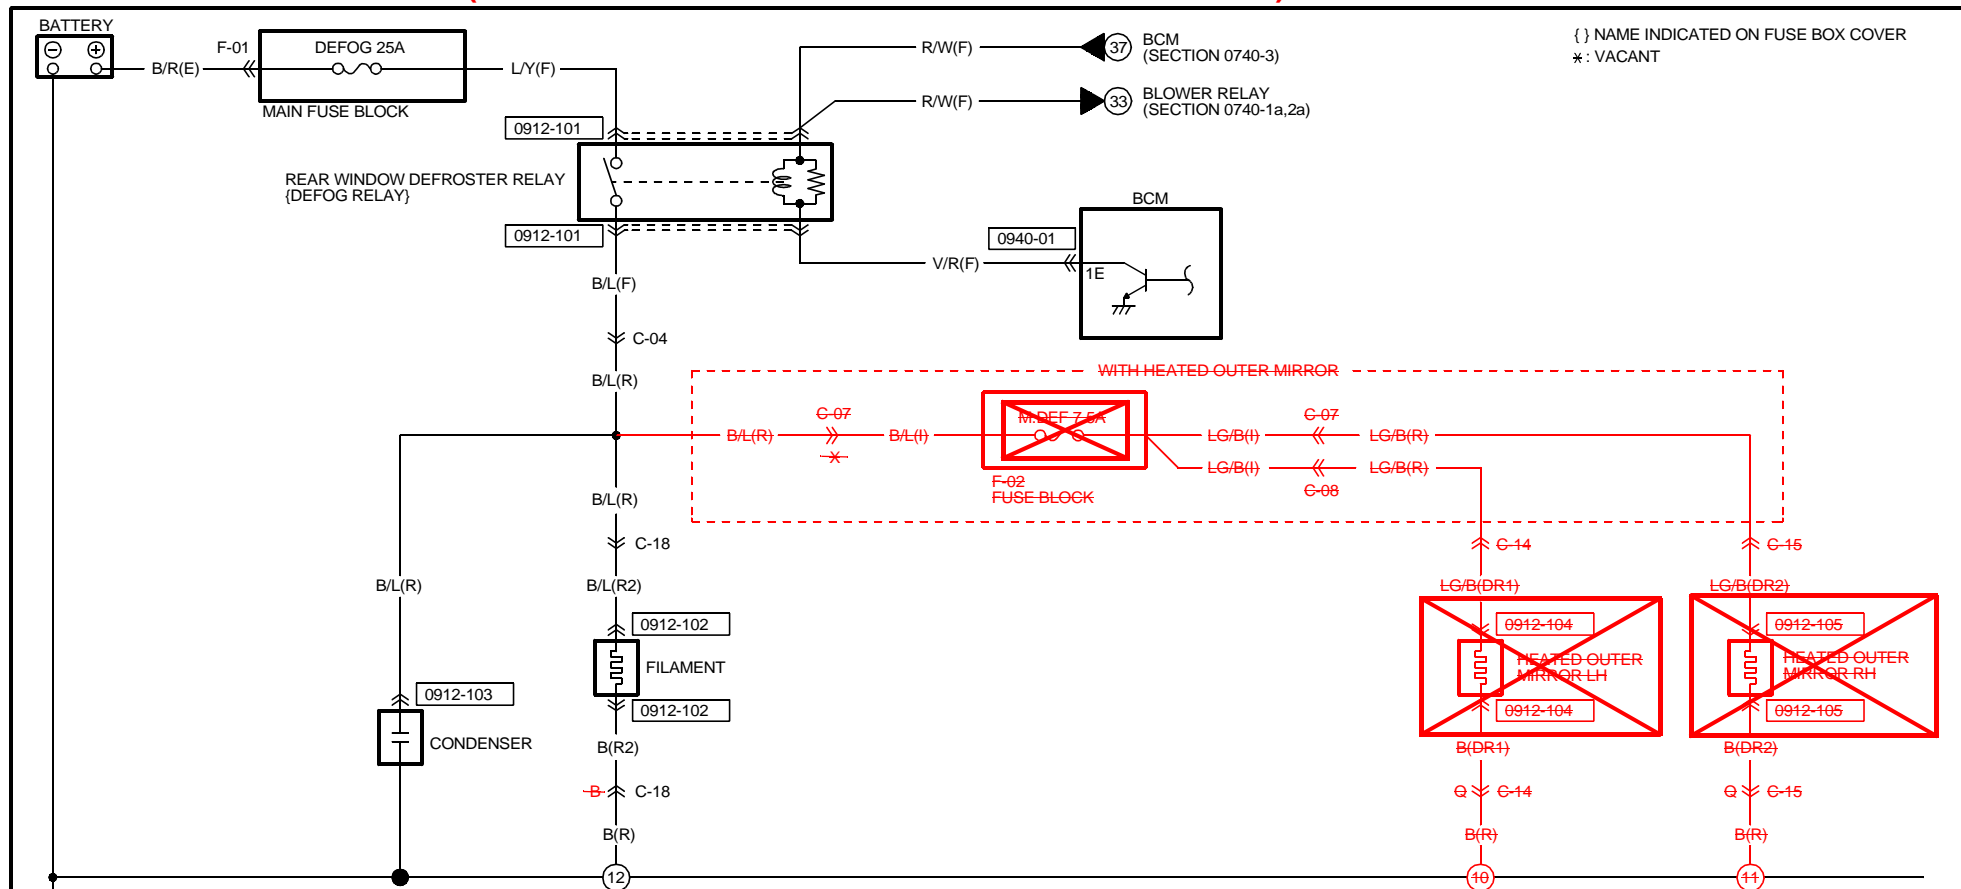 (
)
BATTERY
F-01
DEFOG 25A
B/R(E)
L/Y(F)
MAIN FUSE BLOCK
R/W(F)
37
BCM
(SECTION 0740-3)
R/W(F)
33
BLOWER RELAY
(SECTION 0740-1a,2a)
{ } NAME INDICATED ON FUSE BOX COVER
* : VACANT
0912-101
REAR WINDOW DEFROSTER RELAY
{DEFOG RELAY}
0912-101
BCM
0940-01
V/R(F)
1E
B/L(F)
C-04
B/L(R)
WITH HEATED OUTER MIRROR
B/L(R)
C-07
*
B/L(I)
M.DEF 7.5A
F-02
FUSE BLOCK
LG/B(I)
C-07
LG/B(R)
LG/B(I)
C-08
LG/B(R)
B/L(R)
C-18
C-14
C-15
B/L(R)
B/L(R2)
LG/B(DR1)
LG/B(DR2)
0912-102
FILAMENT
0912-102
0912-104
HEATED OUTER
MIRROR LH
0912-104
0912-105
HEATED OUTER
MIRROR RH
0912-105
0912-103
CONDENSER
B(R2)
B(DR1)
B(DR2)
B
C-18
Q
C-14
Q
C-15
B(R)
B(R)
B(R)
12
10
11